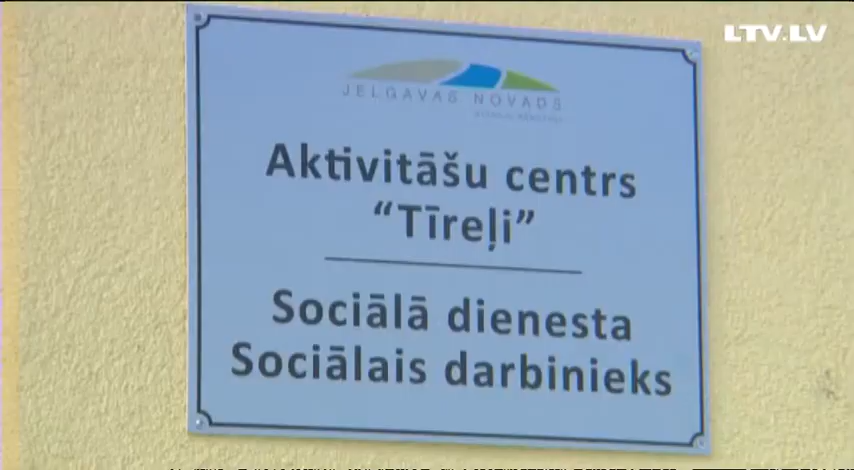 LTV.LV
JELGAVAS NOVADS
Aktivitāšu centrs
“Tīreļi”
Sociālā dienesta
Sociālais darbinieks